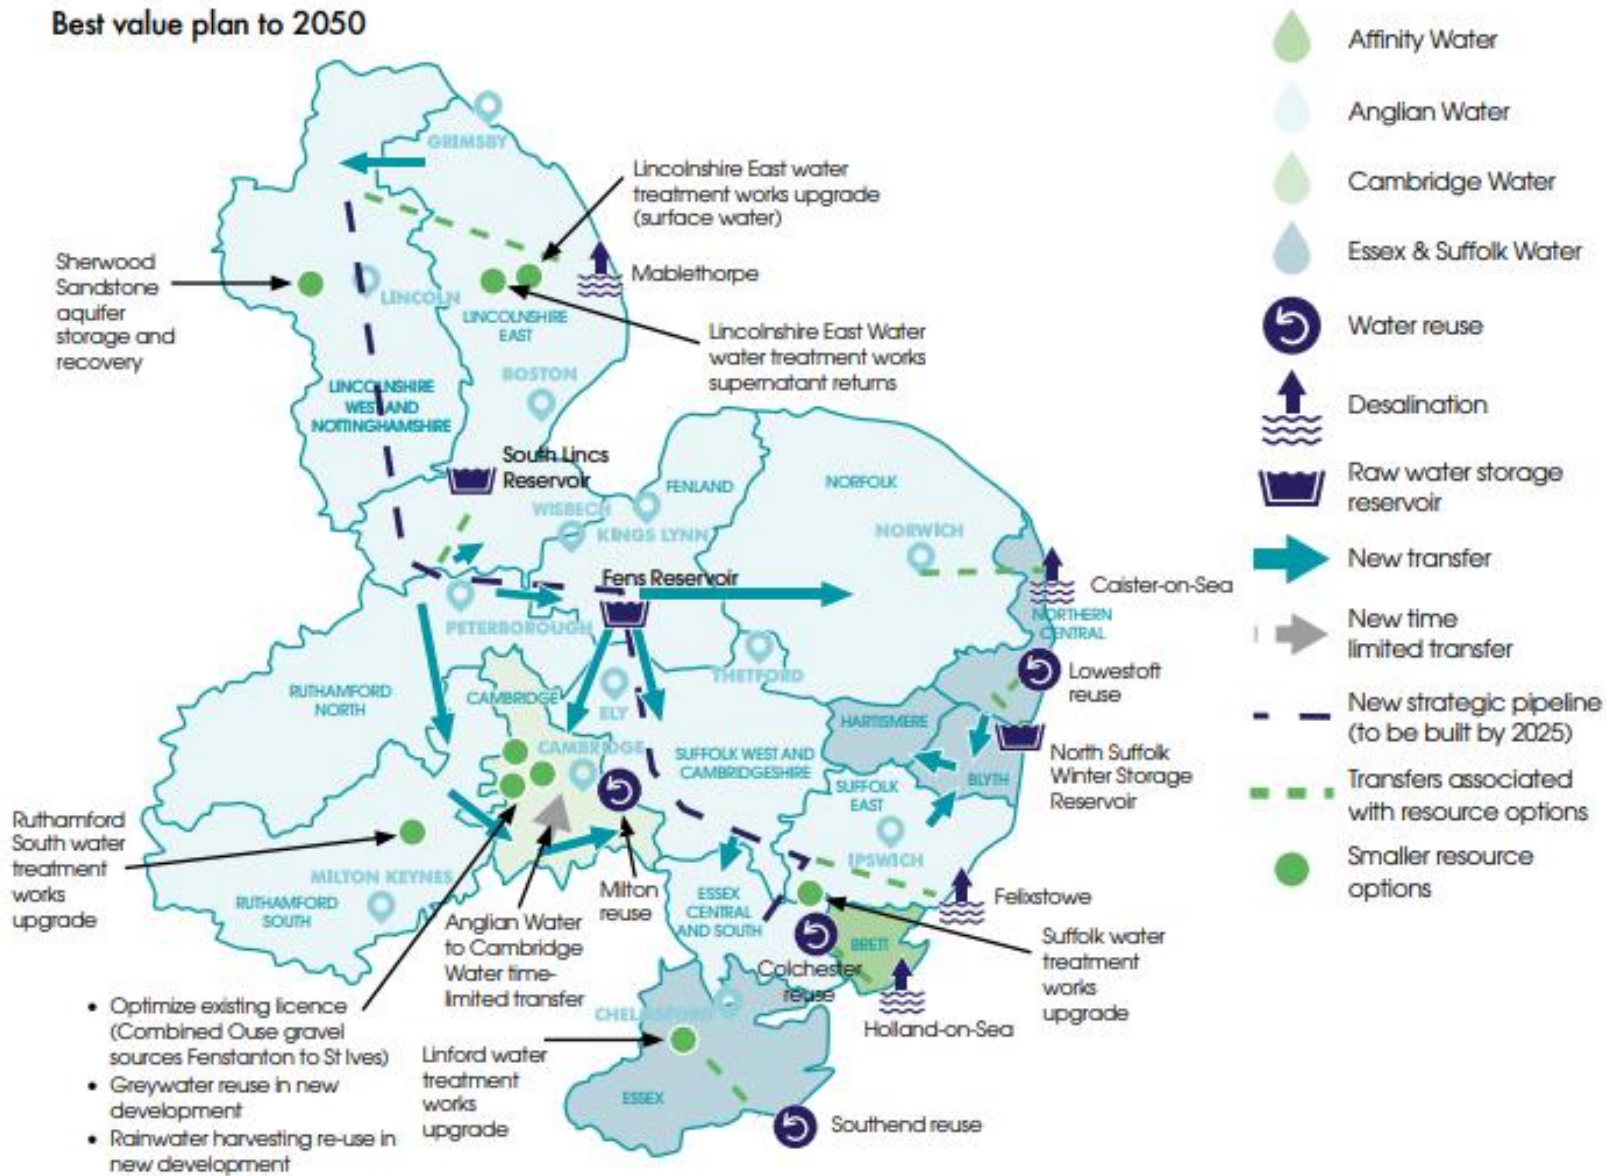 Best value plan to 2050
GRIMSBY
Lincolnshire East water
treatment works upgrade
(surface water)
Sherwood
Sandstone
aquifer
storage and
recovery
Mablethorpe
LINCOLN
LINCOLNSHIRE
EAST
Lincolnshire East Water
water treatment works
supernatant returns
BOSTON
LINCOLNSHIRE
WEST AND
NOTTINGHAMSHIRE
South Lincs
Reservoir
FENLAND
NORFOLK
WISBECH
KINGS LYNN
NORWICH
Fens Reservoir
Caister-on-Sea
NORTHERN
CENTRAL
PETERBOROUGH
THETFORD
Lowestoft
reuse
RUTHAMFORD
NORTH
CAMBRIDGE
ELY
HARTISMERE
CAMBRIDGE
SUFFOLK WEST AND
CAMBRIDGESHIRE
North Suffolk
Winter Storage
Reservoir
BLYTH
SUFFOLK
EAST
Ruthamford
South water
treatment
works
upgrade
IPSWICH
MILTON KEYNES
RUTHAMFORD
SOUTH
Milton
reuse
ESSEX
CENTRAL
AND SOUTH
Felixstowe
Anglian Water
to Cambridge
Water time-
limited transfer
BRETT
Suffolk water
treatment
works
upgrade
Colchester
reuse
Holland-on-Sea
• Optimize existing licence
(Combined Ouse gravel
sources Fenstanton to St Ives)
• Greywater reuse in new
development
• Rainwater harvesting re-use in
new development
CHELMSFORD
Linford water
treatment
works
upgrade
ESSEX
Southend reuse
Affinity Water
Anglian Water
Cambridge Water
Essex & Suffolk Water
Water reuse
Desalination
Raw water storage
reservoir
New transfer
New time
limited transfer
New strategic pipeline
(to be built by 2025)
Transfers associated
with resource options
Smaller resource
options